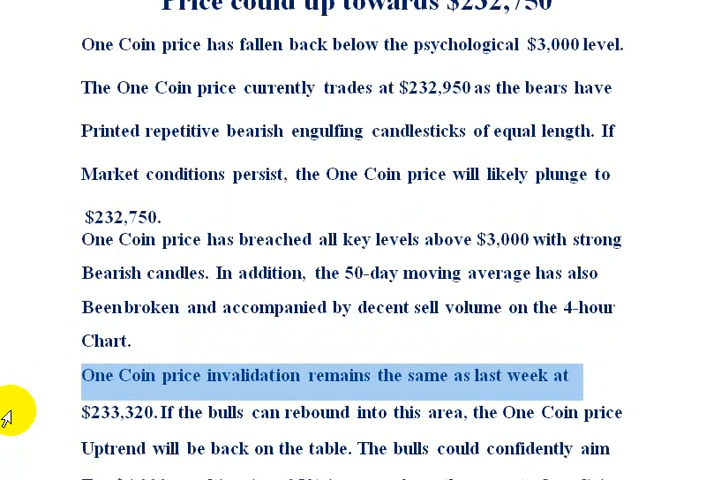 Price could up towards $232,750
One Coin price has fallen back below the psychological $3,000 level.
The One Coin price currently trades at $232,950 as the bears have
Printed repetitive bearish engulfing candlesticks of equal length. If
Market conditions persist, the One Coin price will likely plunge to
$232,750.
One Coin price has breached all key levels above $3,000 with strong
Bearish candles. In addition, the 50-day moving average has also
Been broken and accompanied by decent sell volume on the 4-hour
Chart.
One Coin price invalidation remains the same as last week at
$233,320. If the bulls can rebound into this area, the One Coin price
Uptrend will be back on the table. The bulls could confidently aim